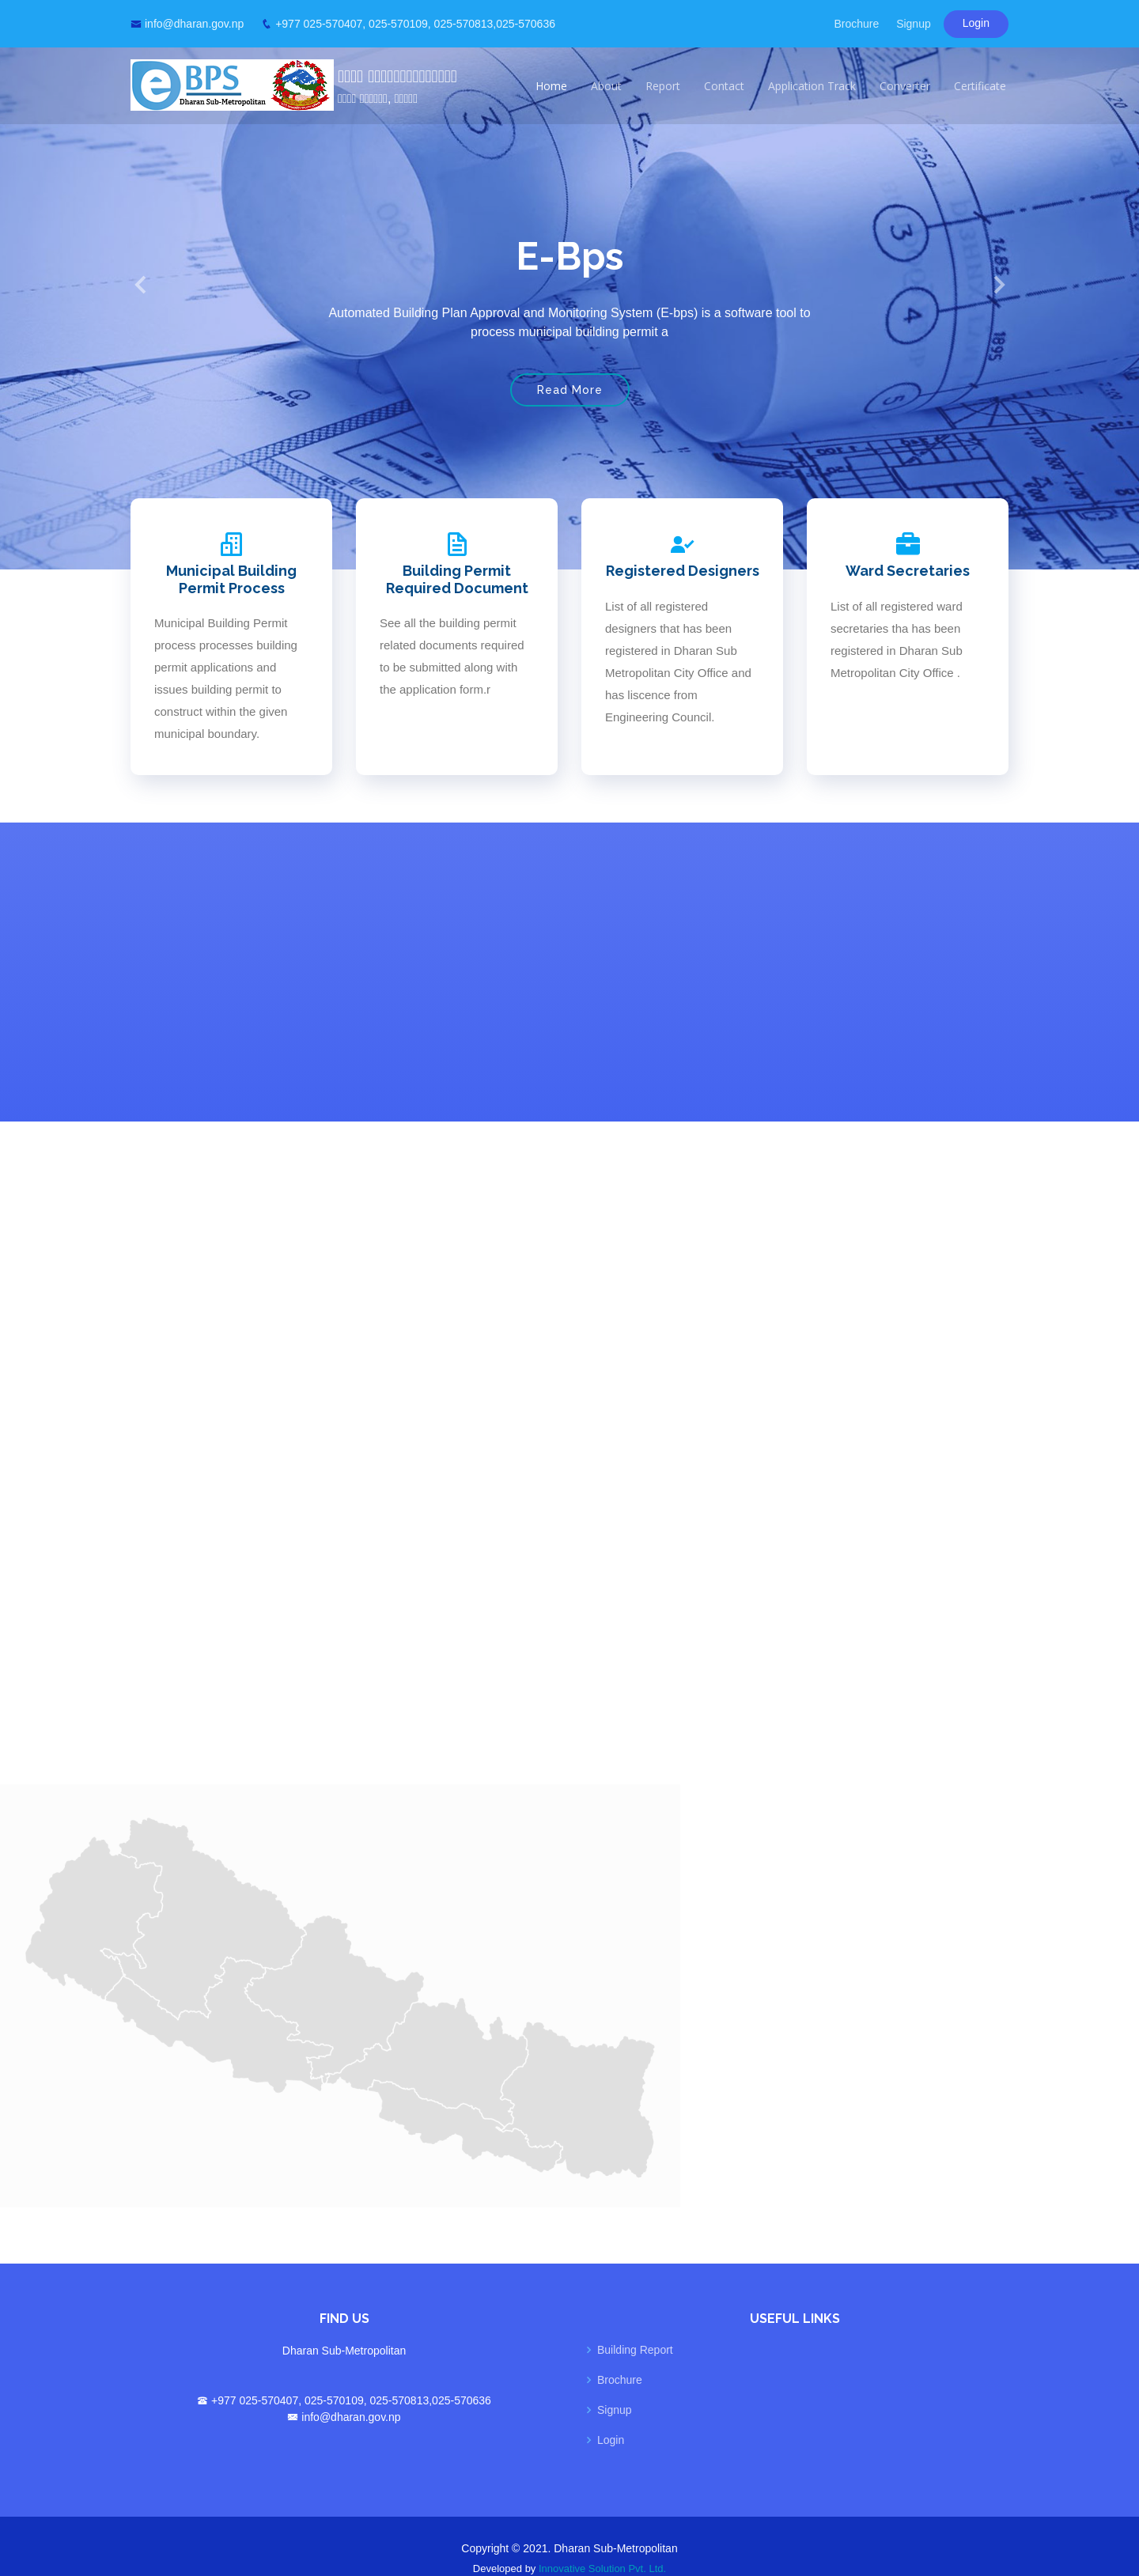 info@dharan.gov.np +977 025-570407, 025-570109, 025-570813,025-570636 Brochure Signup Login
eBPS
Dharan Sub-Metropolitan
Home About Report Contact Application Track Converter Certificate
E-Bps
Automated Building Plan Approval and Monitoring System (E-bps) is a software tool to
process municipal building permit a
Read More
Municipal Building
Permit Process
Municipal Building Permit
process processes building
permit applications and
issues building permit to
construct within the given
municipal boundary.
Building Permit
Required Document
See all the building permit
related documents required
to be submitted along with
the application form.r
Registered Designers
List of all registered
designers that has been
registered in Dharan Sub
Metropolitan City Office and
has liscence from
Engineering Council.
Ward Secretaries
List of all registered ward
secretaries tha has been
registered in Dharan Sub
Metropolitan City Office .
FIND US
Dharan Sub-Metropolitan
+977 025-570407, 025-570109, 025-570813,025-570636
info@dharan.gov.np
USEFUL LINKS
Building Report
Brochure
Signup
Login
Copyright © 2021. Dharan Sub-Metropolitan
Developed by Innovative Solution Pvt. Ltd.